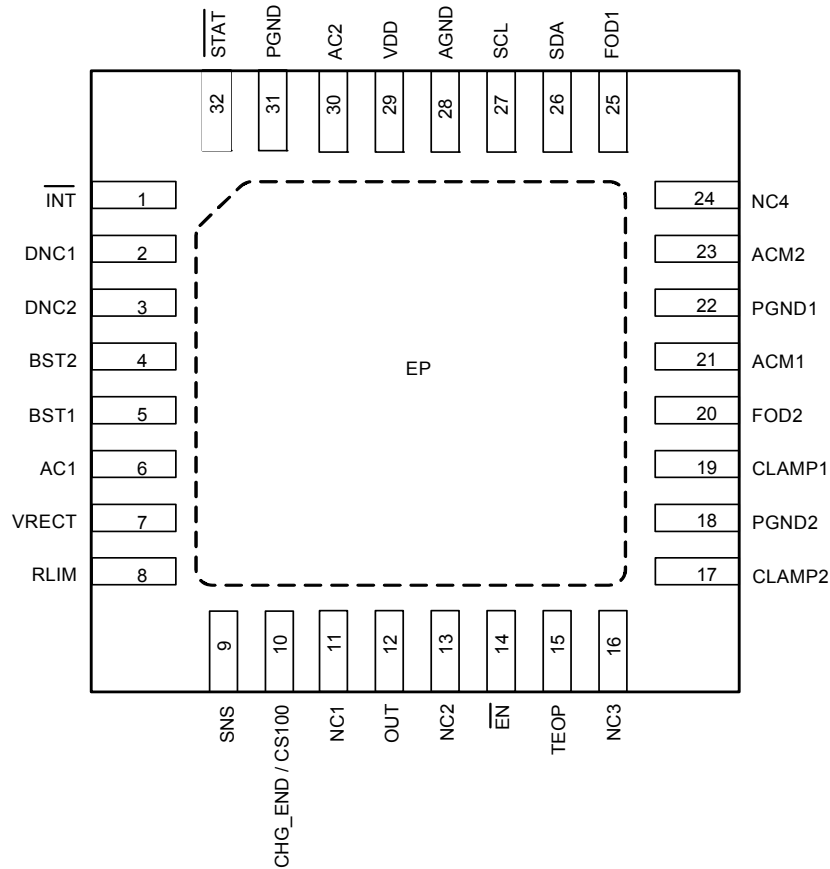 STAT
PGND
AC2
VDD
AGND
SCL
SDA
FOD1
32
31
30
29
28
27
26
25
INT 1
DNC1 2
DNC2 3
BST2 4
BST1 5
AC1 6
VRECT 7
RLIM 8
EP
24 NC4
23 ACM2
22 PGND1
21 ACM1
20 FOD2
19 CLAMP1
18 PGND2
17 CLAMP2
9
10
11
12
13
14
15
16
SNS
CHG_END / CS100
NC1
OUT
NC2
EN
TEOP
NC3